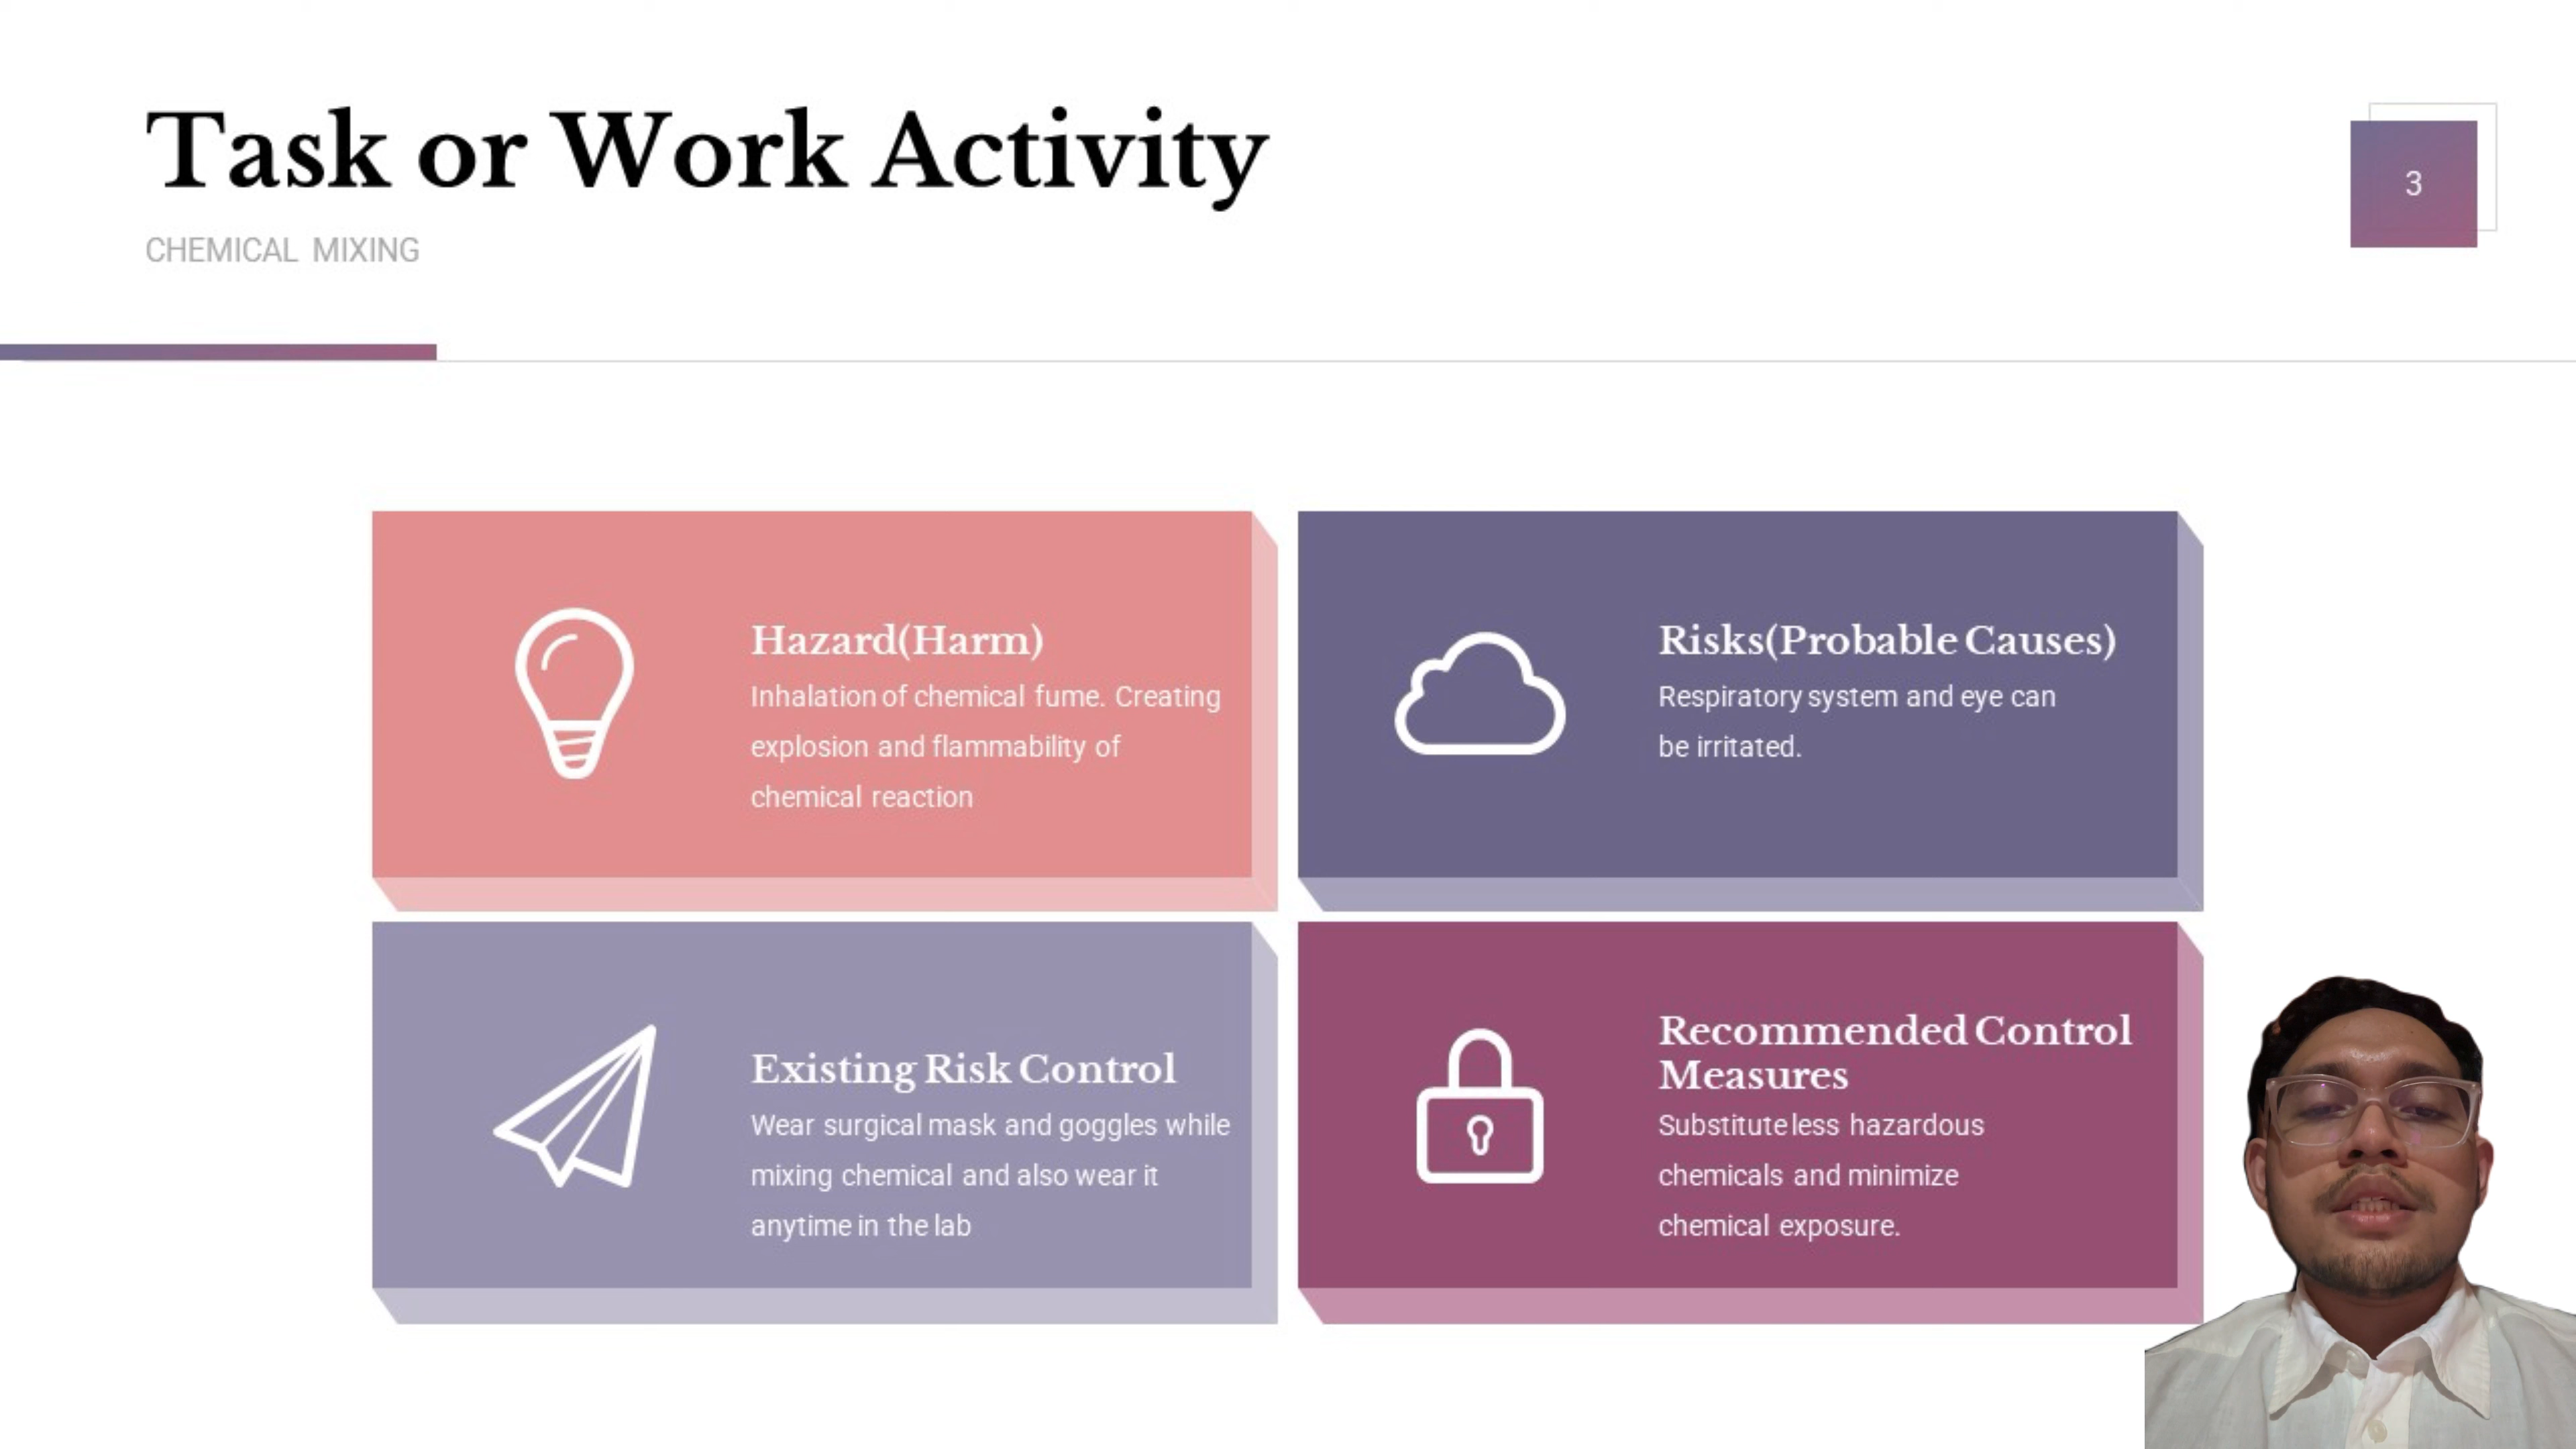 Task or Work Activity
CHEMICAL MIXING
3
Hazard(Harm)
Inhalation of chemical fume. Creating
explosion and flammability of
chemical reaction
Risks(Probable Causes)
Respiratory system and eye can
be irritated.
Existing Risk Control
Wear surgical mask and goggles while
mixing chemical and also wear it
anytime in the lab
Recommended Control
Measures
Substitute less hazardous
chemicals and minimize
chemical exposure.